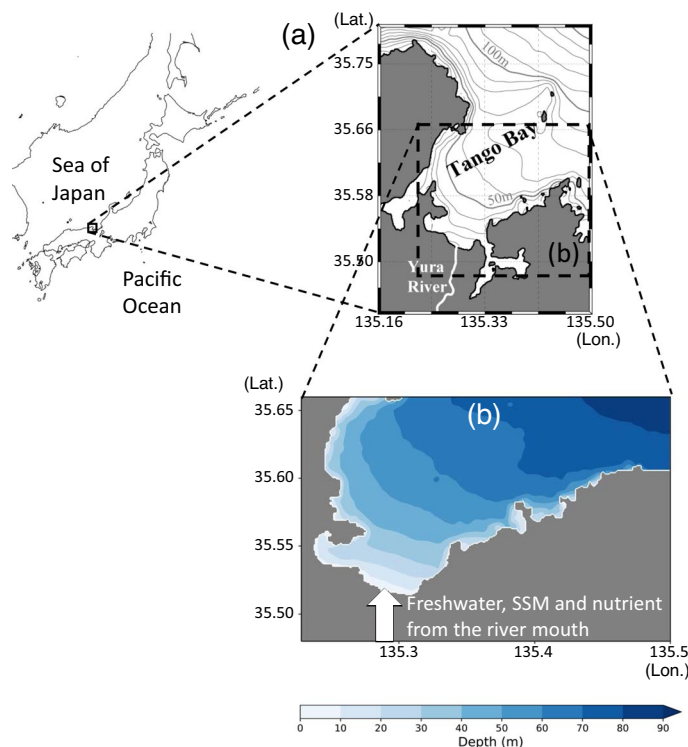 (Lat.)
(a)
100m
35.75
Sea of
Japan
35.66
Tango Bay
35.58
50m
Pacific
Ocean
35.50
Yura
River
(b)
135.16
135.33
135.50
(Lon.)
(Lat.)
(b)
35.65
35.60
35.55
35.50
Freshwater, SSM and nutrient
from the river mouth
135.3
135.4
135.5
(Lon.)
0 10 20 30 40 50 60 70 80 90
Depth (m)